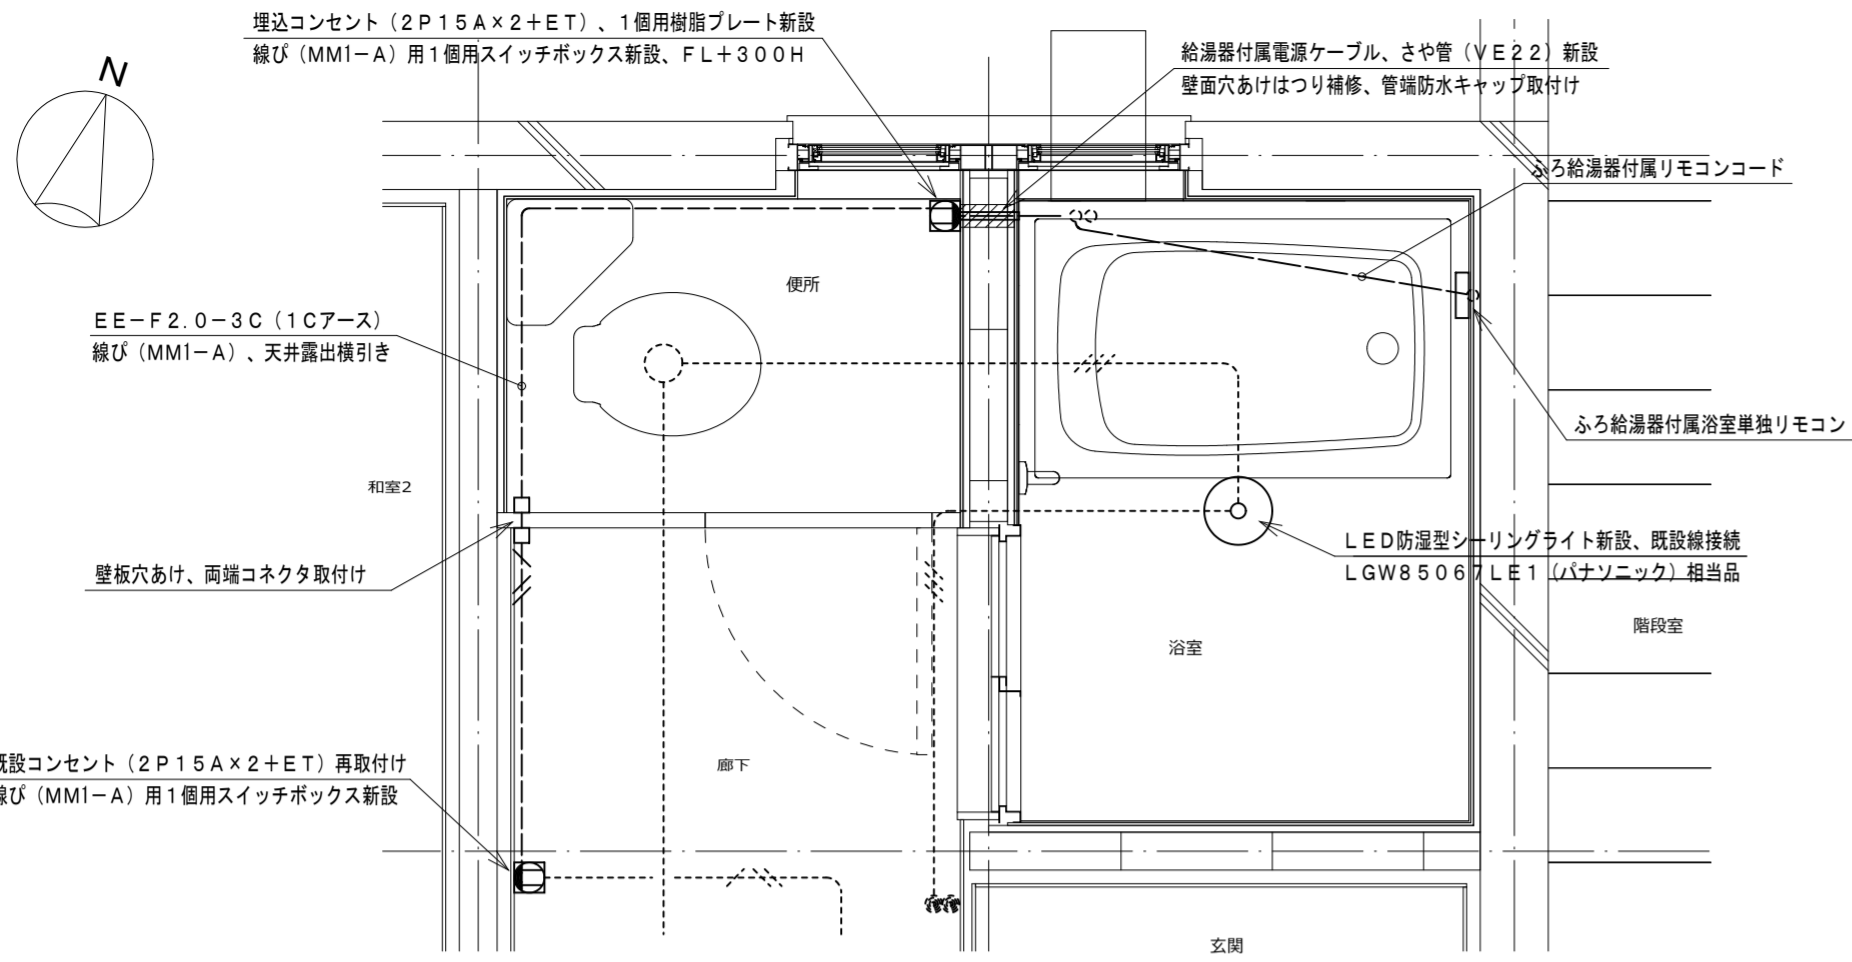 埋込コンセント（２Ｐ１５Ａ×２＋ＥＴ）、１個用樹脂プレート新設
線ぴ（MM1－A）用１個用スイッチボックス新設、ＦＬ＋３００Ｈ
N
給湯器付属電源ケーブル、さや管（ＶＥ２２）新設
壁面穴あけはつり補修、管端防水キャップ取付け
ふろ給湯器付属リモコンコード
便所
ＥＥ－Ｆ２.０－３Ｃ（１Ｃアース）
線ぴ（MM1－A）、天井露出横引き
ふろ給湯器付属浴室単独リモコン
和室2
ＬＥＤ防湿型シーリングライト新設、既設線接続
ＬＧＷ８５０６７ＬＥ１（パナソニック）相当品
壁板穴あけ、両端コネクタ取付け
階段室
浴室
既設コンセント（２Ｐ１５Ａ×２＋ＥＴ）再取付け
線ぴ（MM1－A）用１個用スイッチボックス新設
廊下
玄関